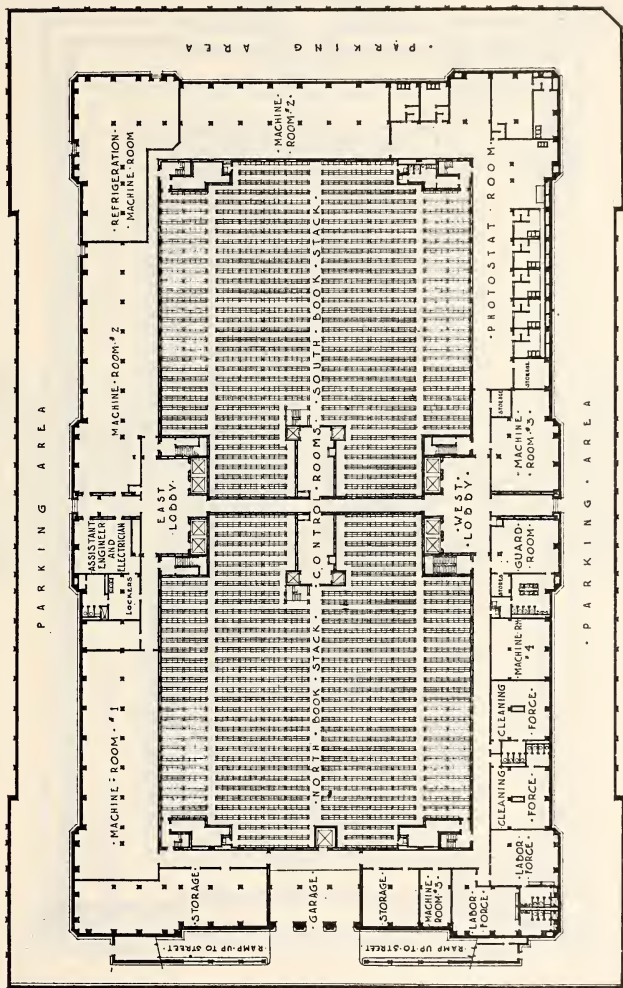 · PARKING AREA ·
REFRIGERATION ·
MACHINE · ROOM
· MACHINE ·
ROOM · #2 ·
· PHOTOSTAT ROOM ·
PARKING AREA
MACHINE · ROOM · #2
· SOUTH · BOOK · STACK ·
STORAGE
STORAGE
· MACHINE ·
ROOM · #3 ·
EAST
LOBBY ·
· CONTROL · ROOMS ·
· WEST ·
LOBBY
ASSISTANT
ENGINEER
AND
ELECTRICIAN
LOCKERS
· GUARD ·
ROOM ·
STORES
· PARKING · AREA ·
· MACHINE · ROOM · #1
· NORTH · BOOK · STACK ·
· MACHINE · RM ·
#4
CLEANING
· FORCE ·
CLEANING
· FORCE ·
· LABOR ·
FORCE ·
· STORAGE ·
· GARAGE ·
· STORAGE ·
MACHINE ·
ROOM · #5
· LABOR ·
FORCE
· RAMP · UP · TO · STREET ·
· RAMP UP · TO · STREET ·